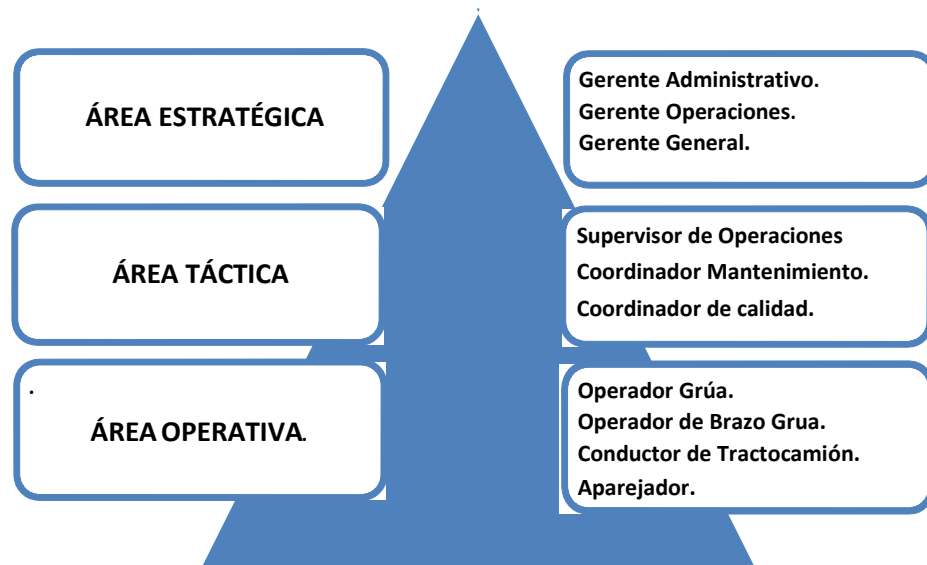 ÁREA ESTRATÉGICA
Gerente Administrativo.
Gerente Operaciones.
Gerente General.
ÁREA TÁCTICA
Supervisor de Operaciones
Coordinador Mantenimiento.
Coordinador de calidad.
.
ÁREA OPERATIVA.
Operador Grúa.
Operador de Brazo Grua.
Conductor de Tractocamión.
Aparejador.